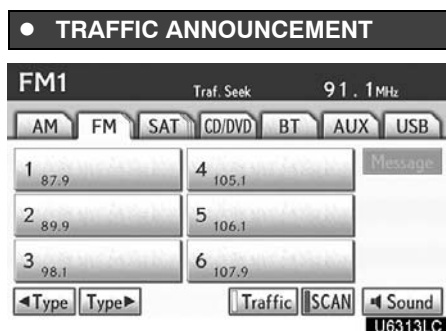 ● TRAFFIC ANNOUNCEMENT
FM1 Traf. Seek 91.1MHz
AM FM SAT CD/DVD BT AUX USB
1 87.9 4 105.1 Message
2 89.9 5 106.1
3 98.1 6 107.9
◄Type Type► Traffic SCAN Sound
U6313LC